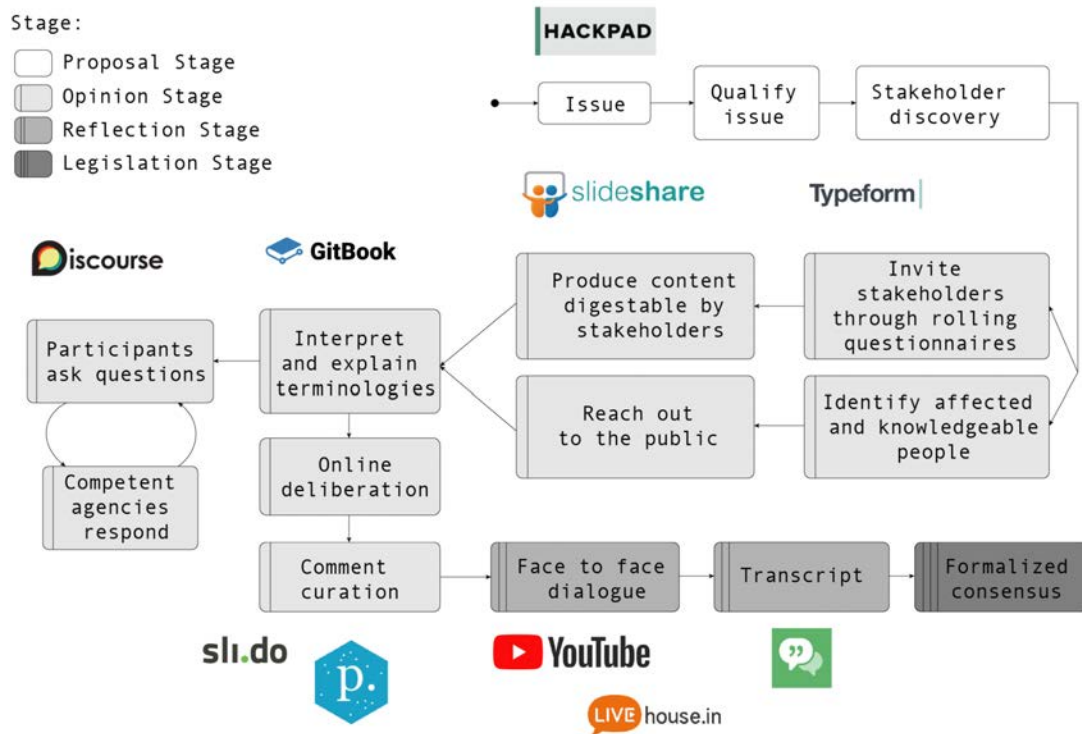 Stage:
Proposal Stage
Opinion Stage
Reflection Stage
Legislation Stage
HACKPAD
Issue
Qualify
issue
Stakeholder
discovery
slideshare
Typeform
Discourse
GitBook
Produce content
digestable by
stakeholders
Invite
stakeholders
through rolling
questionnaires
Participants
ask questions
Interpret
and explain
terminologies
Reach out
to the public
Identify affected
and knowledgeable
people
Competent
agencies
respond
Online
deliberation
Comment
curation
Face to face
dialogue
Transcript
Formalized
consensus
sli.do
p.
YouTube
LIVE house.in